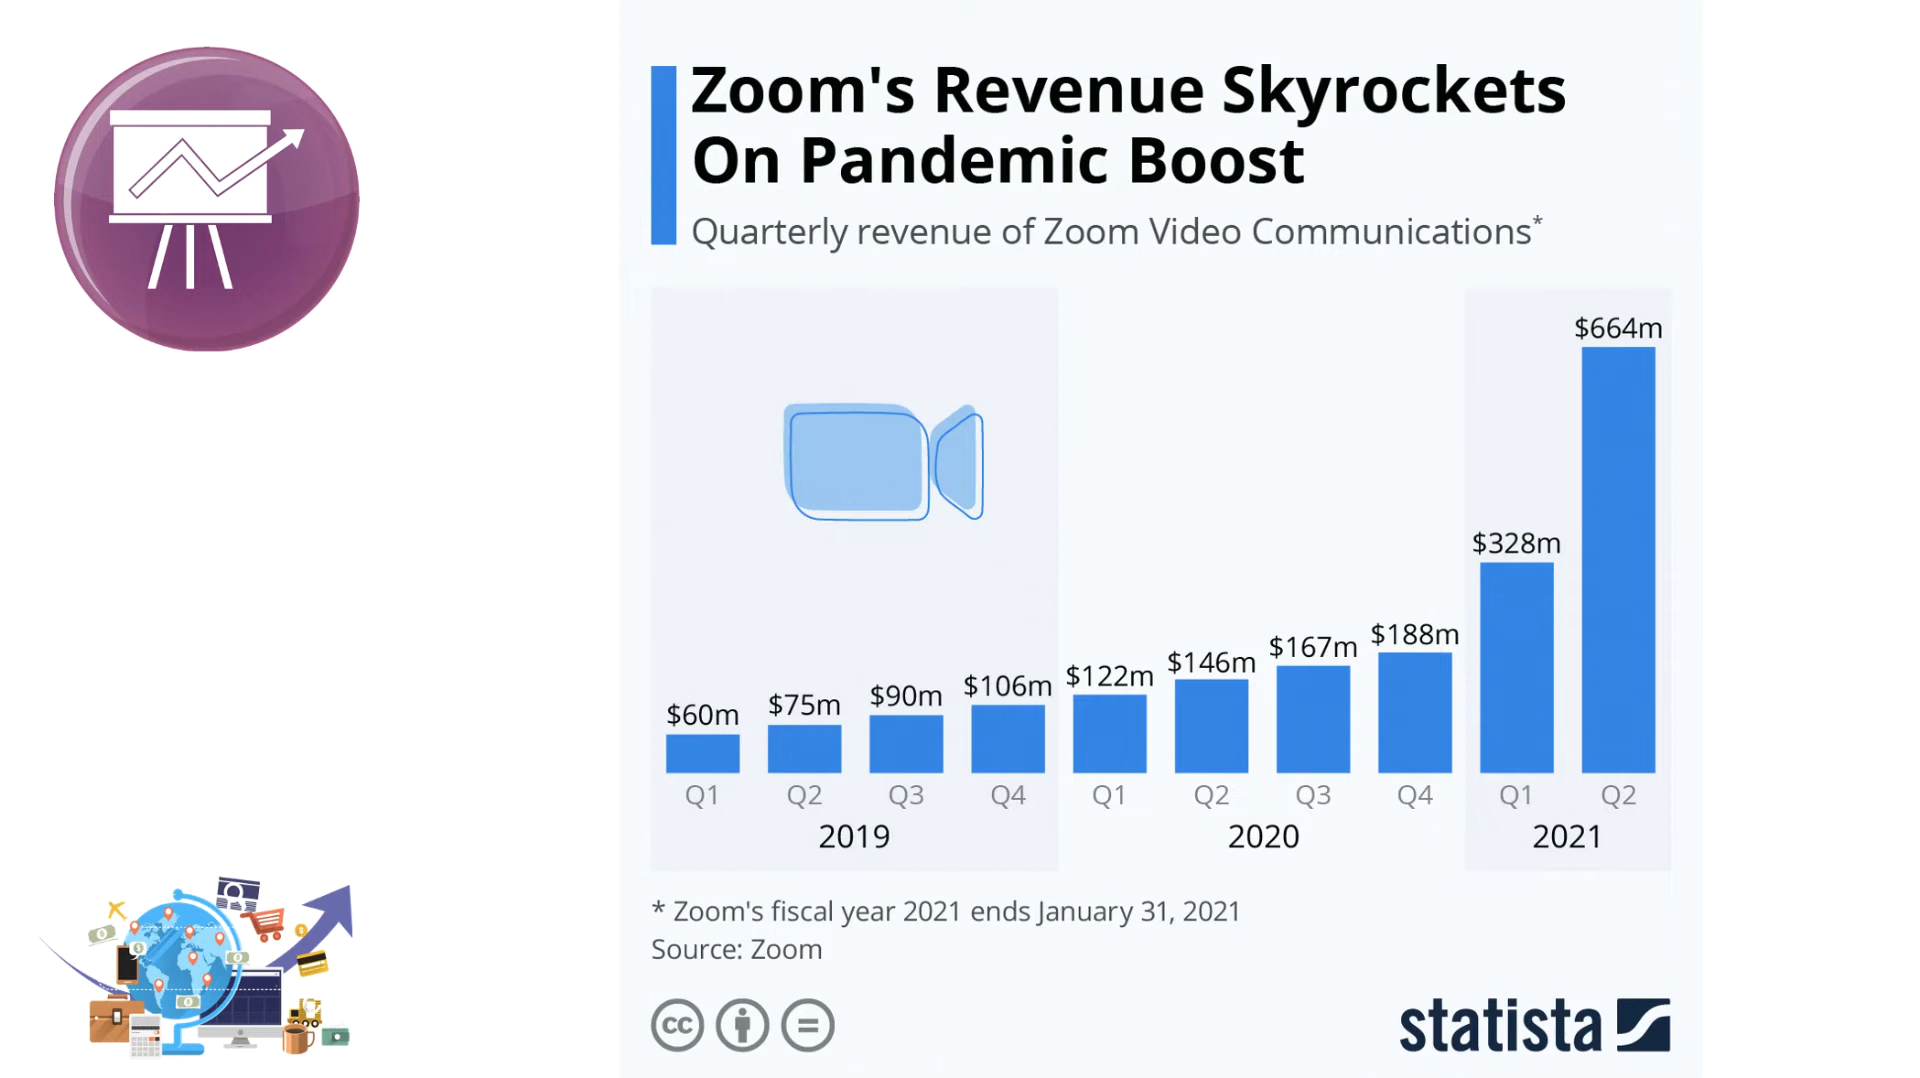 Zoom's Revenue Skyrockets
On Pandemic Boost
Quarterly revenue of Zoom Video Communications*
$60m $75m $90m $106m $122m $146m $167m $188m $328m $664m
Q1 Q2 Q3 Q4 Q1 Q2 Q3 Q4 Q1 Q2
2019 2020 2021
* Zoom's fiscal year 2021 ends January 31, 2021
Source: Zoom
cc
statista